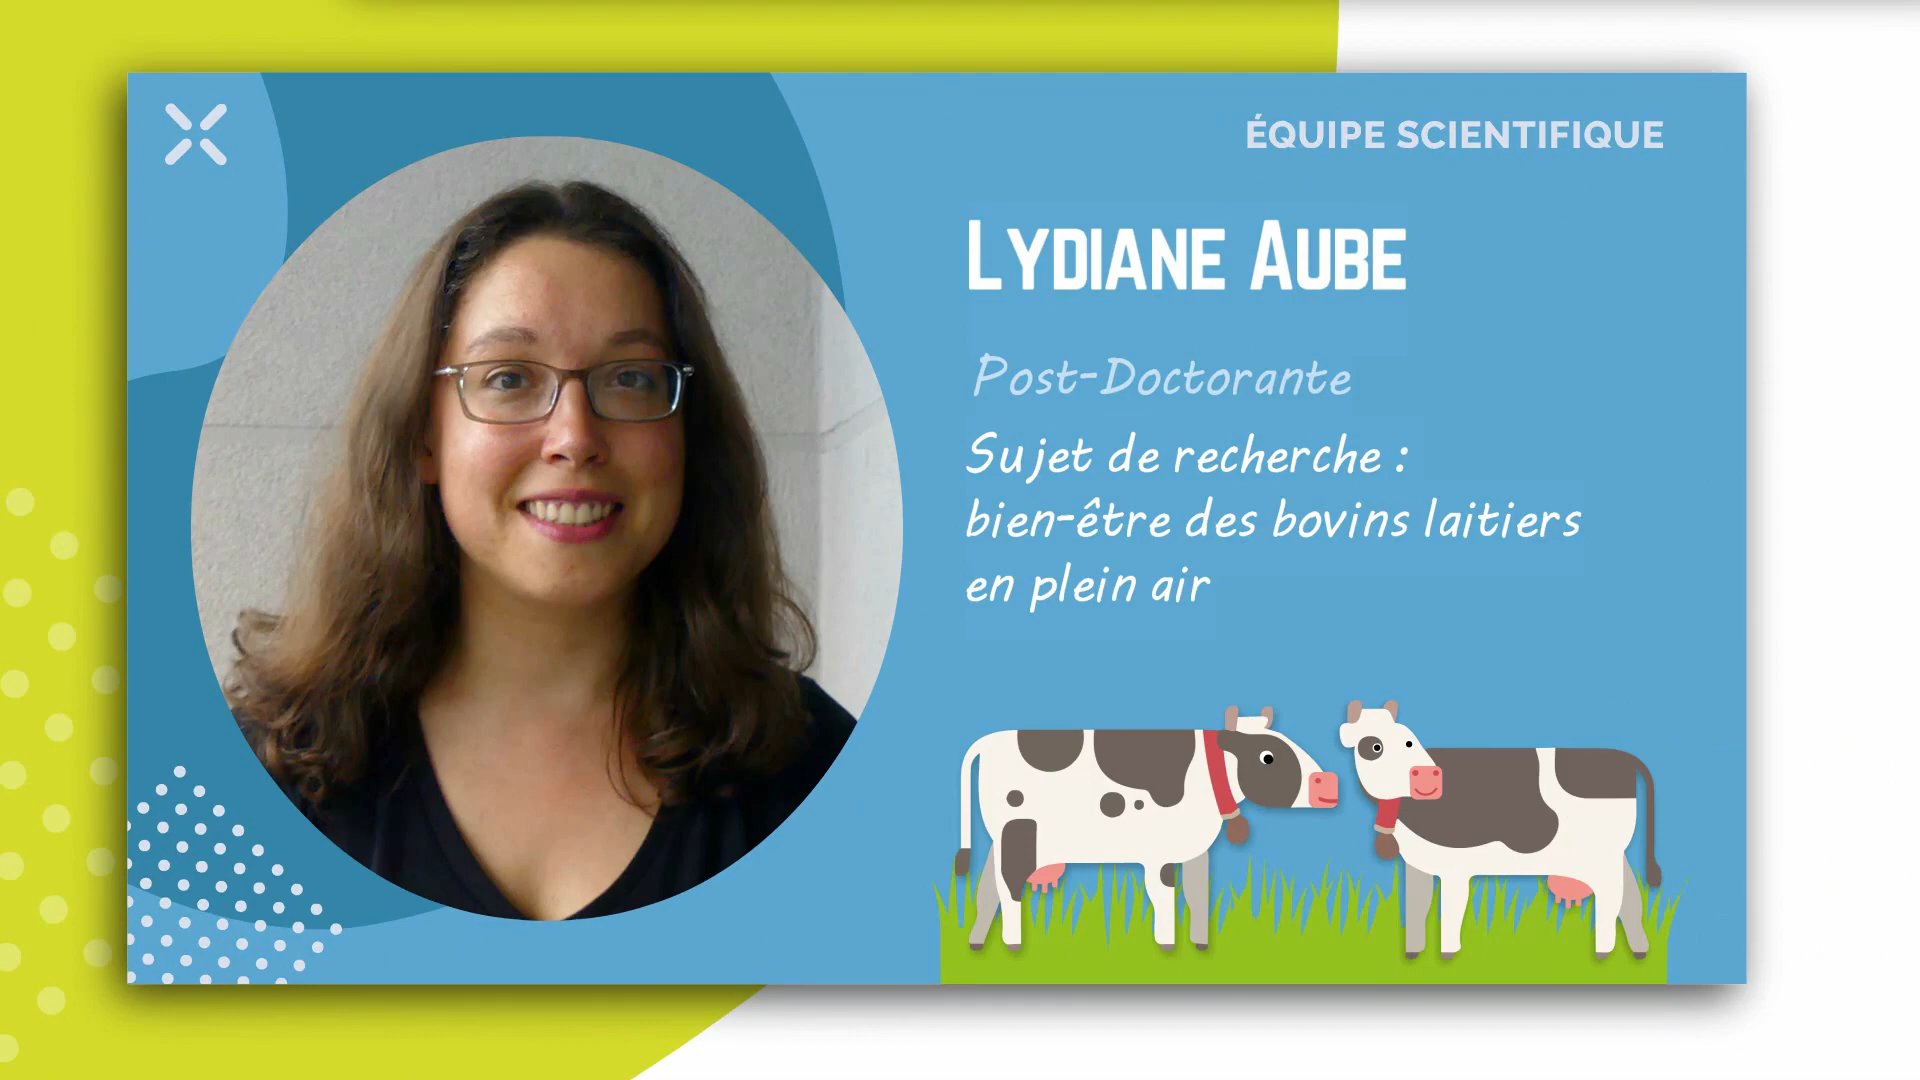 ÉQUIPE SCIENTIFIQUE
LYDIANE AUBE
Post-Doctorante
Sujet de recherche :
bien-être des bovins laitiers
en plein air